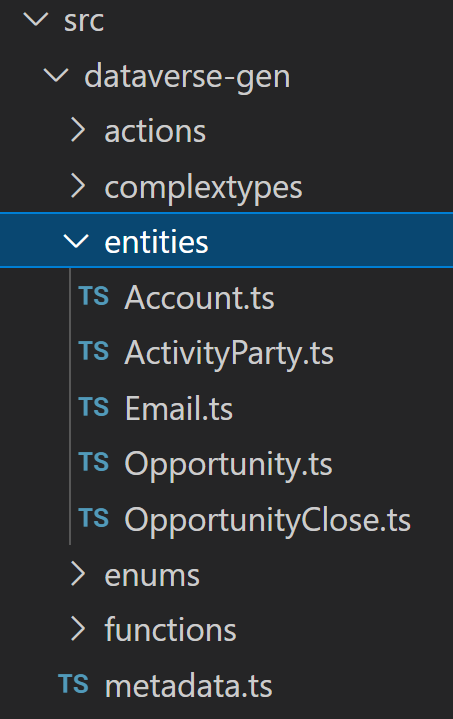 src
dataverse-gen
actions
complextypes
entities
TS Account.ts
TS ActivityParty.ts
TS Email.ts
TS Opportunity.ts
TS OpportunityClose.ts
enums
functions
TS metadata.ts